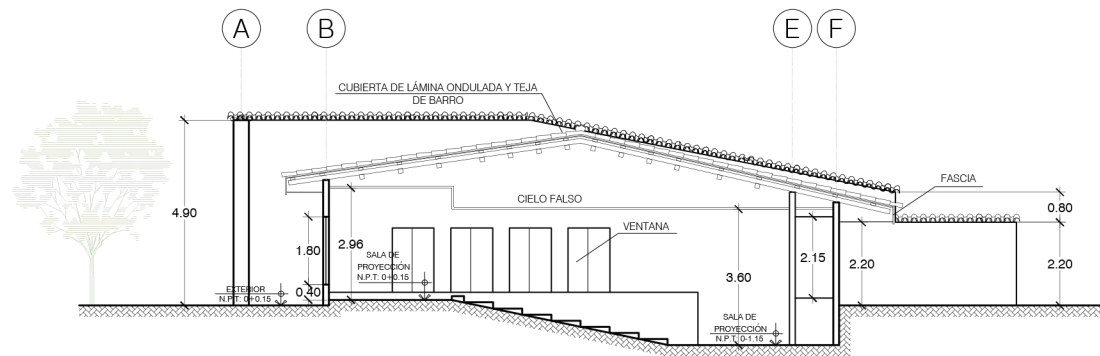 A
B
E
F
CUBIERTA DE LÁMINA ONDULADA Y TEJA
DE BARRO
FASCIA
0.80
4.90
CIELO FALSO
VENTANA
1.80
2.96
SALA DE
PROYECCIÓN
N.P.T: 0+0.15
EXTERIOR
N.P.T: 0+0.15
0.40
3.60
2.15
2.20
2.20
SALA DE
PROYECCIÓN
N.P.T: 0-1.15